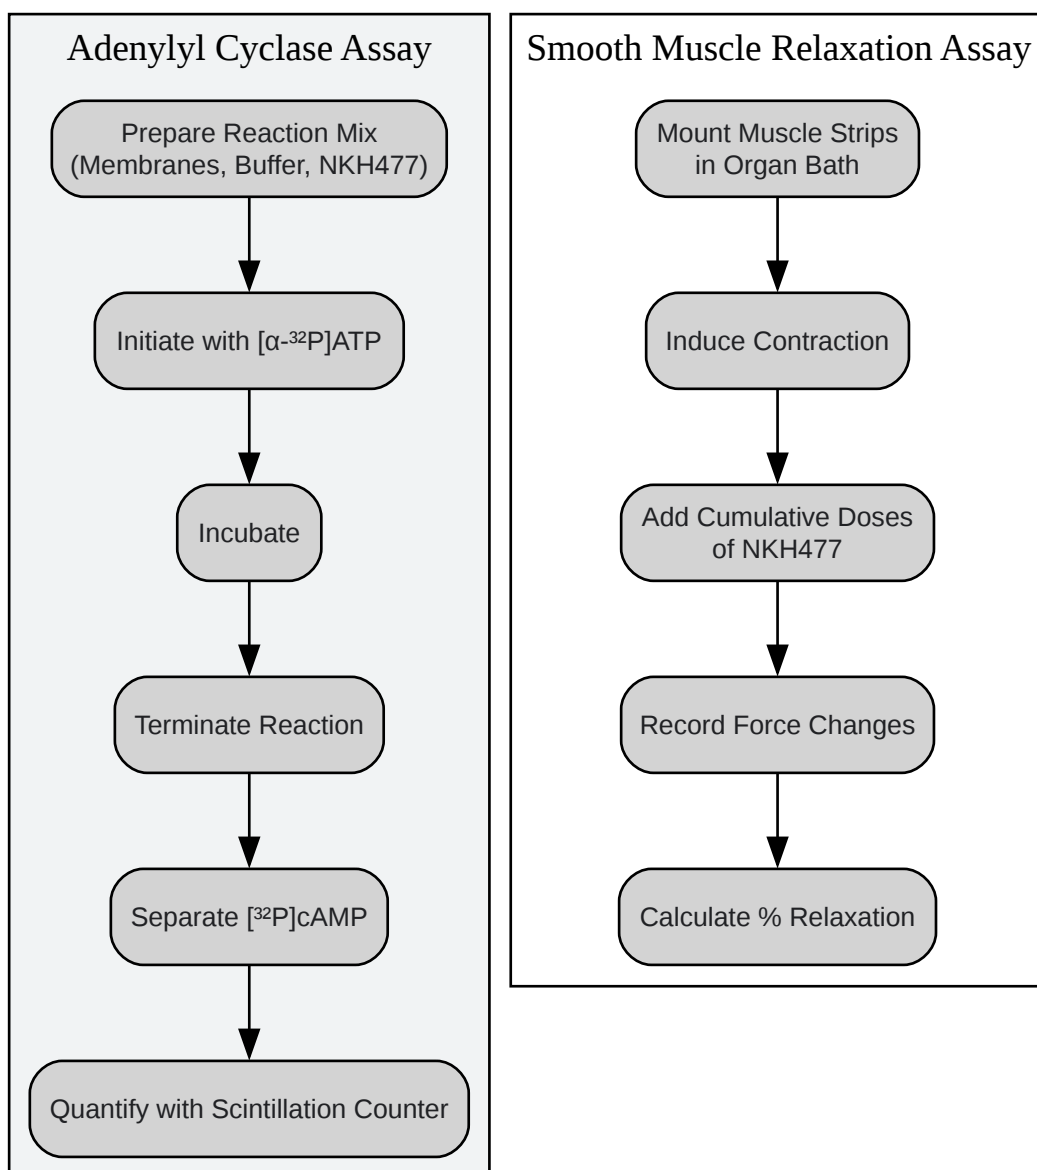 Adenylyl Cyclase Assay
Prepare Reaction Mix
(Membranes, Buffer, NKH477)
Initiate with [α-³²P]ATP
Incubate
Terminate Reaction
Separate [³²P]cAMP
Quantify with Scintillation Counter
Smooth Muscle Relaxation Assay
Mount Muscle Strips
in Organ Bath
Induce Contraction
Add Cumulative Doses
of NKH477
Record Force Changes
Calculate % Relaxation